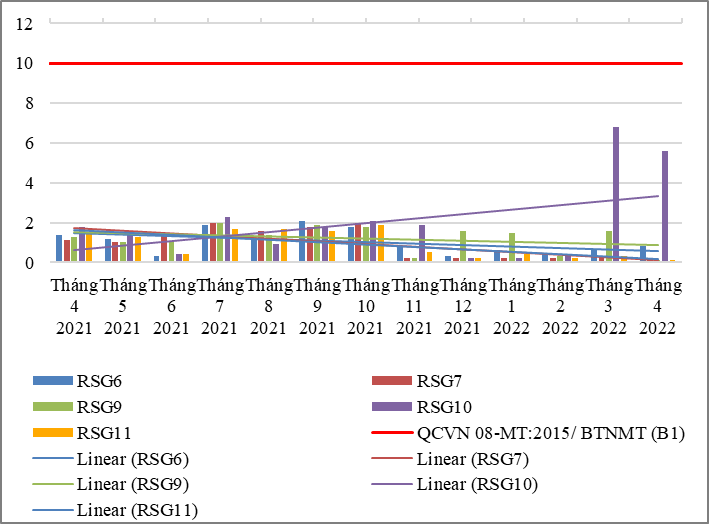 12
10
8
6
4
2
0
Tháng Tháng Tháng Tháng Tháng Tháng Tháng Tháng Tháng Tháng Tháng Tháng Tháng
4 5 6 7 8 9 10 11 12 1 2 3 4
2021 2021 2021 2021 2021 2021 2021 2021 2021 2022 2022 2022 2022
RSG6 RSG7
RSG9 RSG10
RSG11 QCVN 08-MT:2015/ BTNMT (B1)
Linear (RSG6) Linear (RSG7)
Linear (RSG9) Linear (RSG10)
Linear (RSG11)